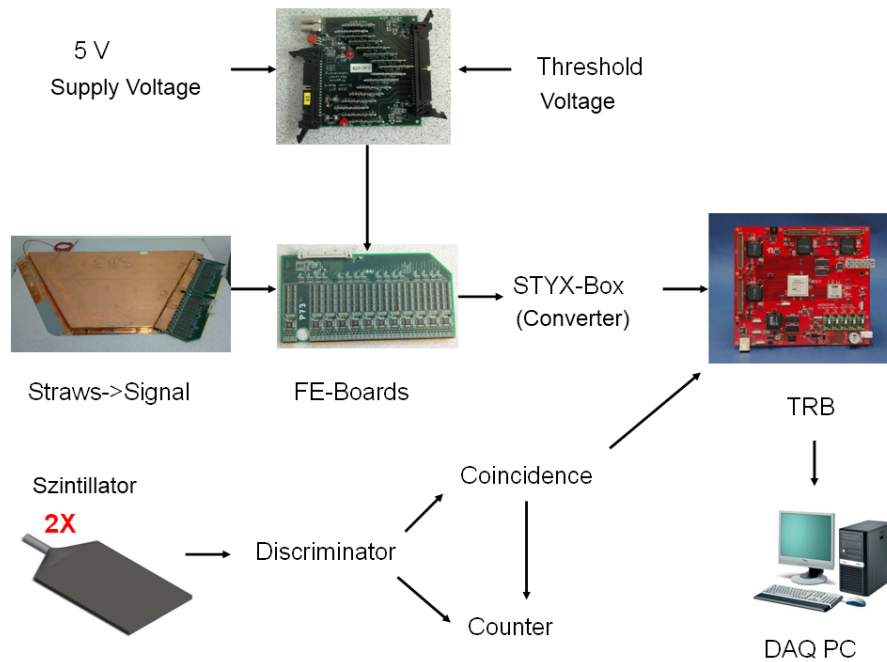 5 V
Supply Voltage
Threshold
Voltage
STYX-Box
(Converter)
P73
Straws->Signal
FE-Boards
TRB
Szintillator
2X
Coincidence
Discriminator
Counter
DAQ PC